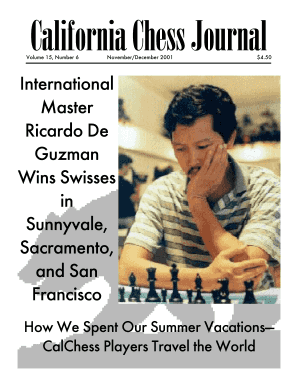 California Chess Journal
Volume 15, Number 6 November/December 2001 $4.50
International
Master
Ricardo De
Guzman
Wins Swisses
in
Sunnyvale,
Sacramento,
and San
Francisco
How We Spent Our Summer Vacations—
CalChess Players Travel the World